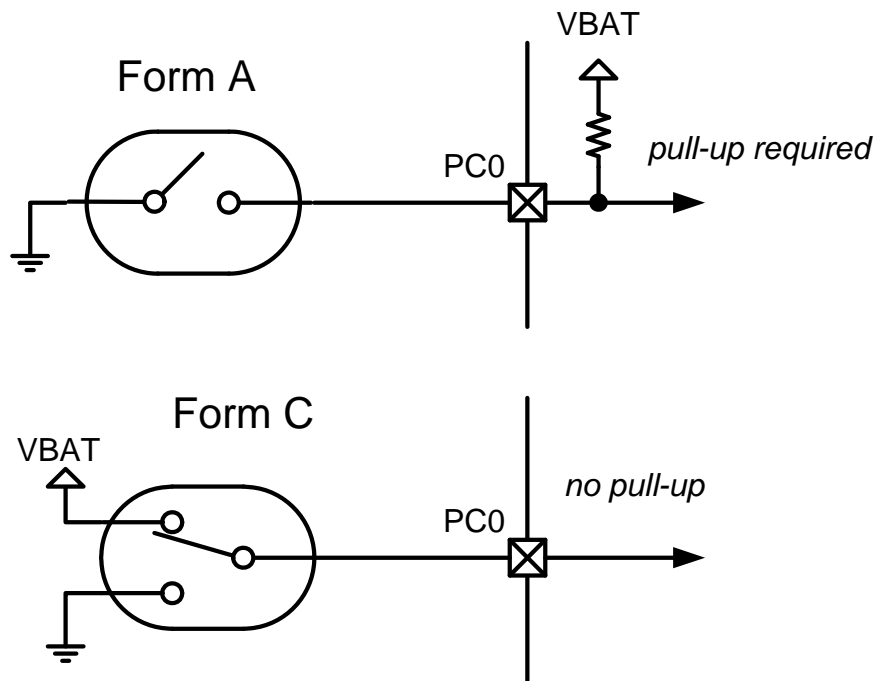 VBAT
Form A
PC0
pull-up required
Form C
VBAT
PC0
no pull-up